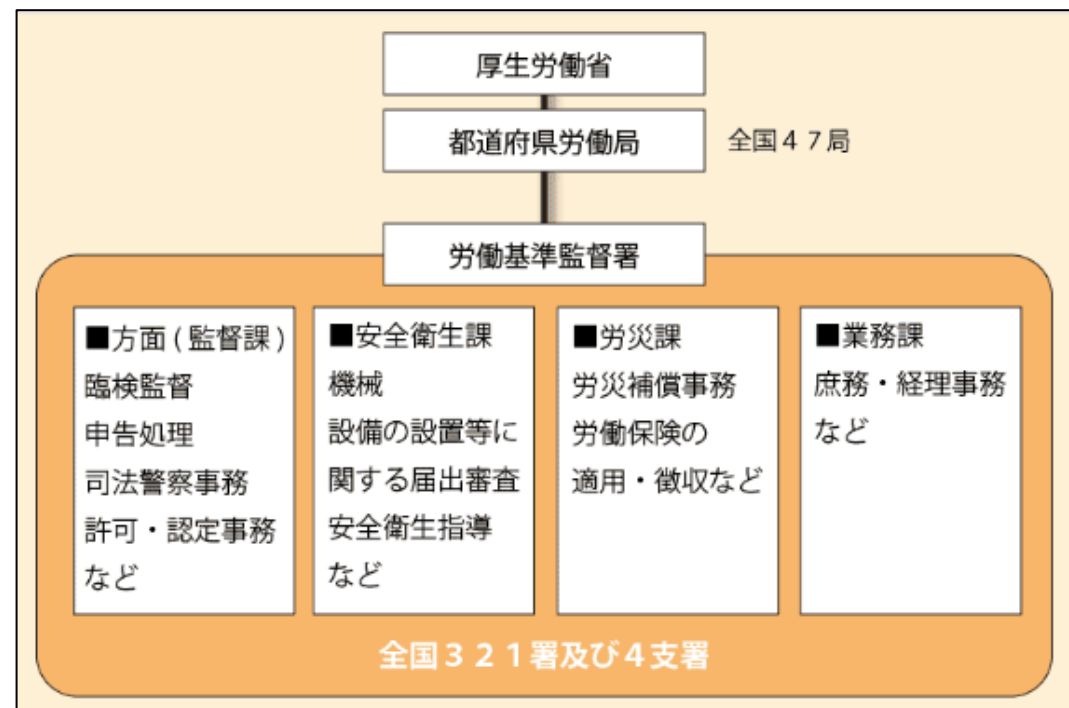 厚生労働省
都道府県労働局
全国４７局
労働基準監督署
■方面(監督課)
臨検監督
申告処理
司法警察事務
許可・認定事務
など
■安全衛生課
機械
設備の設置等に
関する届出審査
安全衛生指導
など
■労災課
労災補償事務
労働保険の
適用・徴収など
■業務課
庶務・経理事務
など
全国３２１署及び４支署